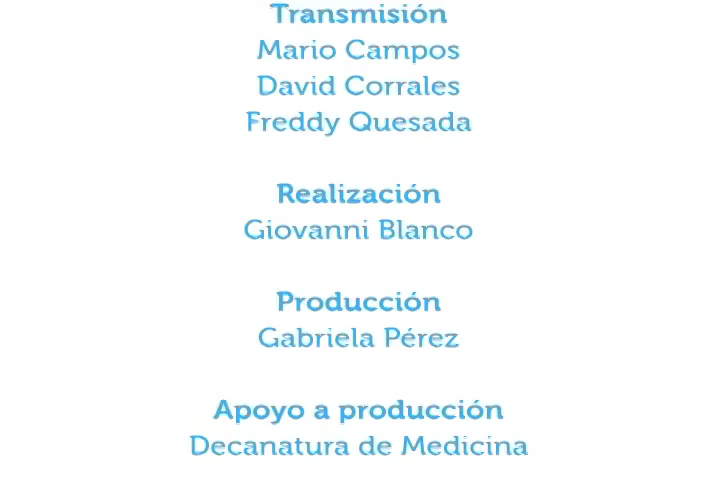 Transmisión
Mario Campos
David Corrales
Freddy Quesada
Realización
Giovanni Blanco
Producción
Gabriela Pérez
Apoyo a producción
Decanatura de Medicina